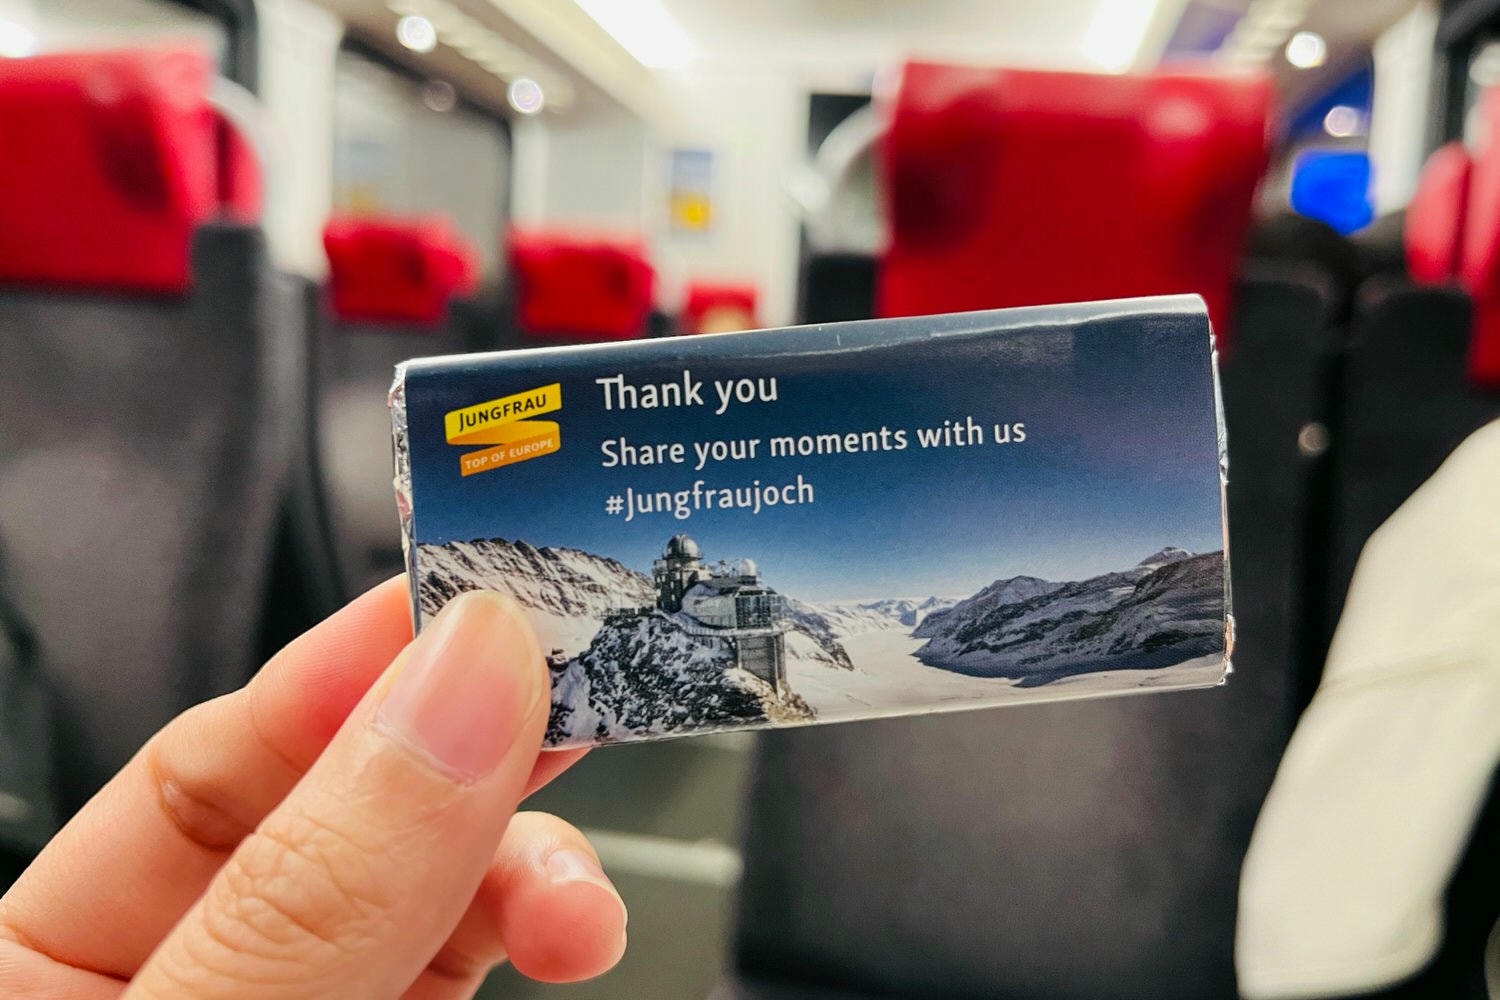 JUNGFRAU
TOP OF EUROPE
Thank you
Share your moments with us
#Jungfraujoch